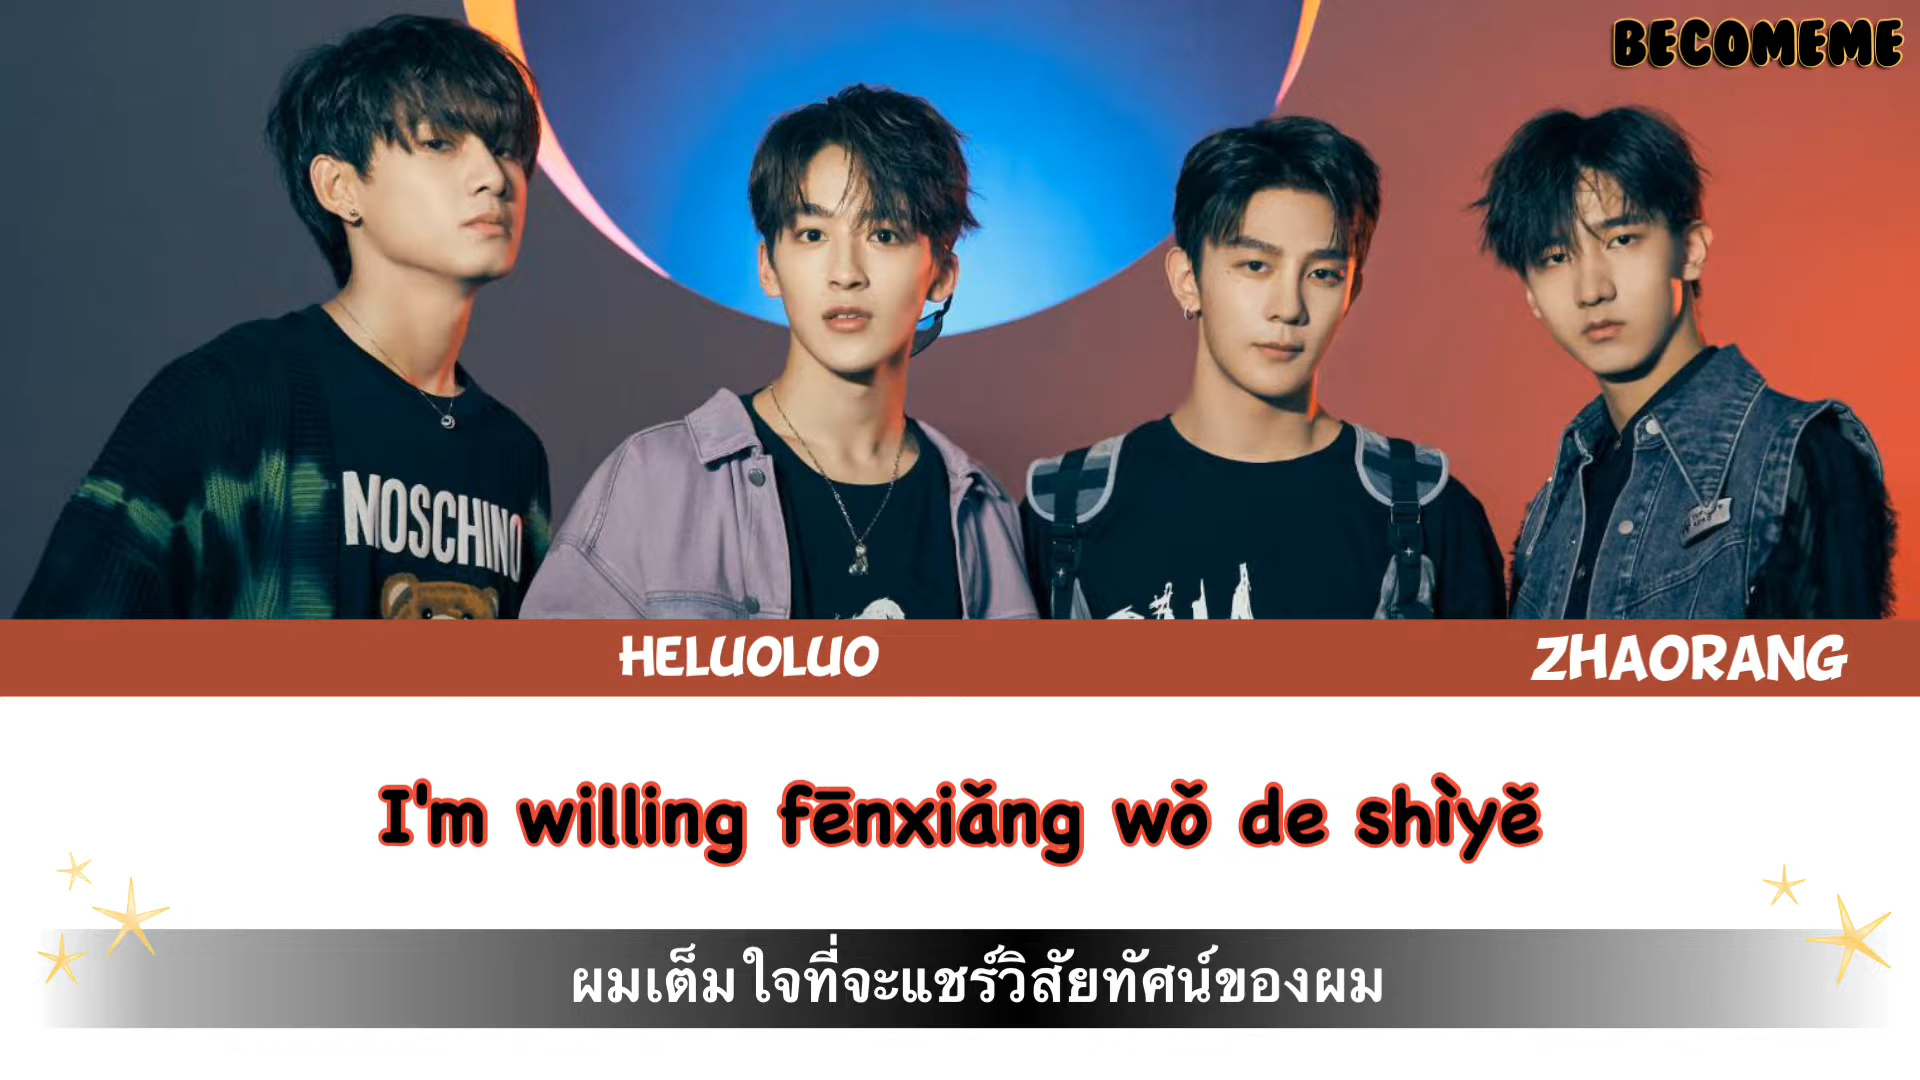 BECOMEME
MOSCHINO
HELUOLUO
ZHAORANG
I'm willing fēnxiǎng wǒ de shìyě
ผมเต็มใจที่จะแชร์วิสัยทัศน์ของผม